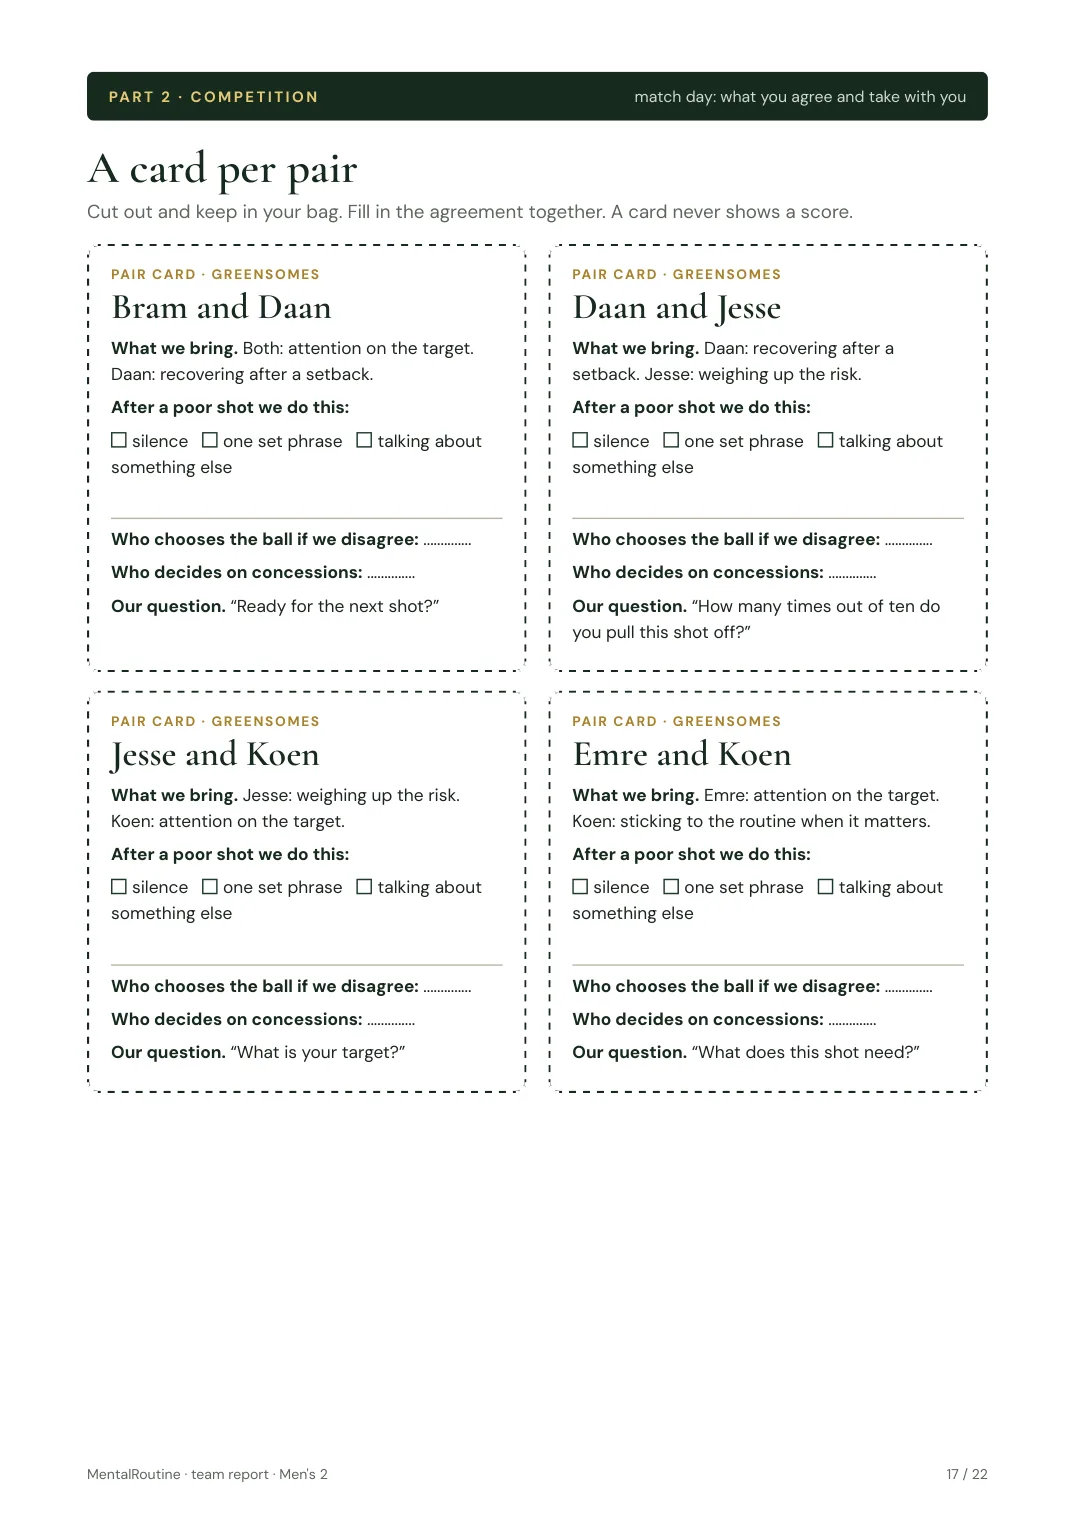 PART 2 · COMPETITION
match day: what you agree and take with you
A card per pair
Cut out and keep in your bag. Fill in the agreement together. A card never shows a score.
PAIR CARD · GREENSOMES
Bram and Daan
What we bring. Both: attention on the target.
Daan: recovering after a setback.
After a poor shot we do this:
☐ silence ☐ one set phrase ☐ talking about
something else
Who chooses the ball if we disagree: ..............
Who decides on concessions: ..............
Our question. “Ready for the next shot?”
PAIR CARD · GREENSOMES
Daan and Jesse
What we bring. Daan: recovering after a
setback. Jesse: weighing up the risk.
After a poor shot we do this:
☐ silence ☐ one set phrase ☐ talking about
something else
Who chooses the ball if we disagree: ..............
Who decides on concessions: ..............
Our question. “How many times out of ten do
you pull this shot off?”
PAIR CARD · GREENSOMES
Jesse and Koen
What we bring. Jesse: weighing up the risk.
Koen: attention on the target.
After a poor shot we do this:
☐ silence ☐ one set phrase ☐ talking about
something else
Who chooses the ball if we disagree: ..............
Who decides on concessions: ..............
Our question. “What is your target?”
PAIR CARD · GREENSOMES
Emre and Koen
What we bring. Emre: attention on the target.
Koen: sticking to the routine when it matters.
After a poor shot we do this:
☐ silence ☐ one set phrase ☐ talking about
something else
Who chooses the ball if we disagree: ..............
Who decides on concessions: ..............
Our question. “What does this shot need?”
MentalRoutine · team report · Men's 2
17 / 22